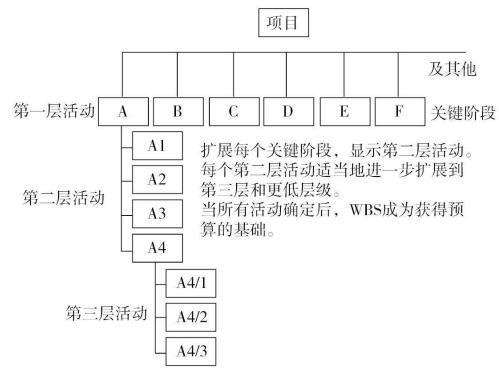 项目
及其他
第一层活动 A B C D E F 关键阶段
A1
扩展每个关键阶段，显示第二层活动。
A2
每个第二层活动适当地进一步扩展到
第二层活动
第三层和更低层级。
A3
当所有活动确定后，WBS成为获得预
算的基础。
A4
A4/1
第三层活动
A4/2
A4/3